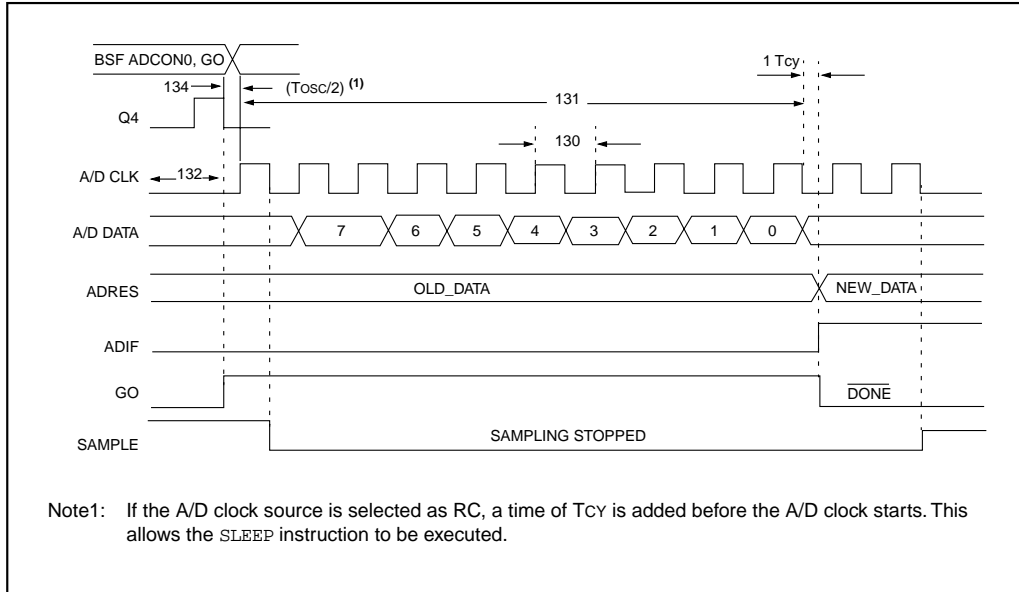 BSF ADCON0, GO
1 Tcy
134
(TOSC/2) (1)
131
Q4
130
A/D CLK
132
A/D DATA
7 6 5 4 3 2 1 0
ADRES
OLD_DATA
NEW_DATA
ADIF
GO
DONE
SAMPLE
SAMPLING STOPPED
Note1: If the A/D clock source is selected as RC, a time of TCY is added before the A/D clock starts. This
allows the SLEEP instruction to be executed.